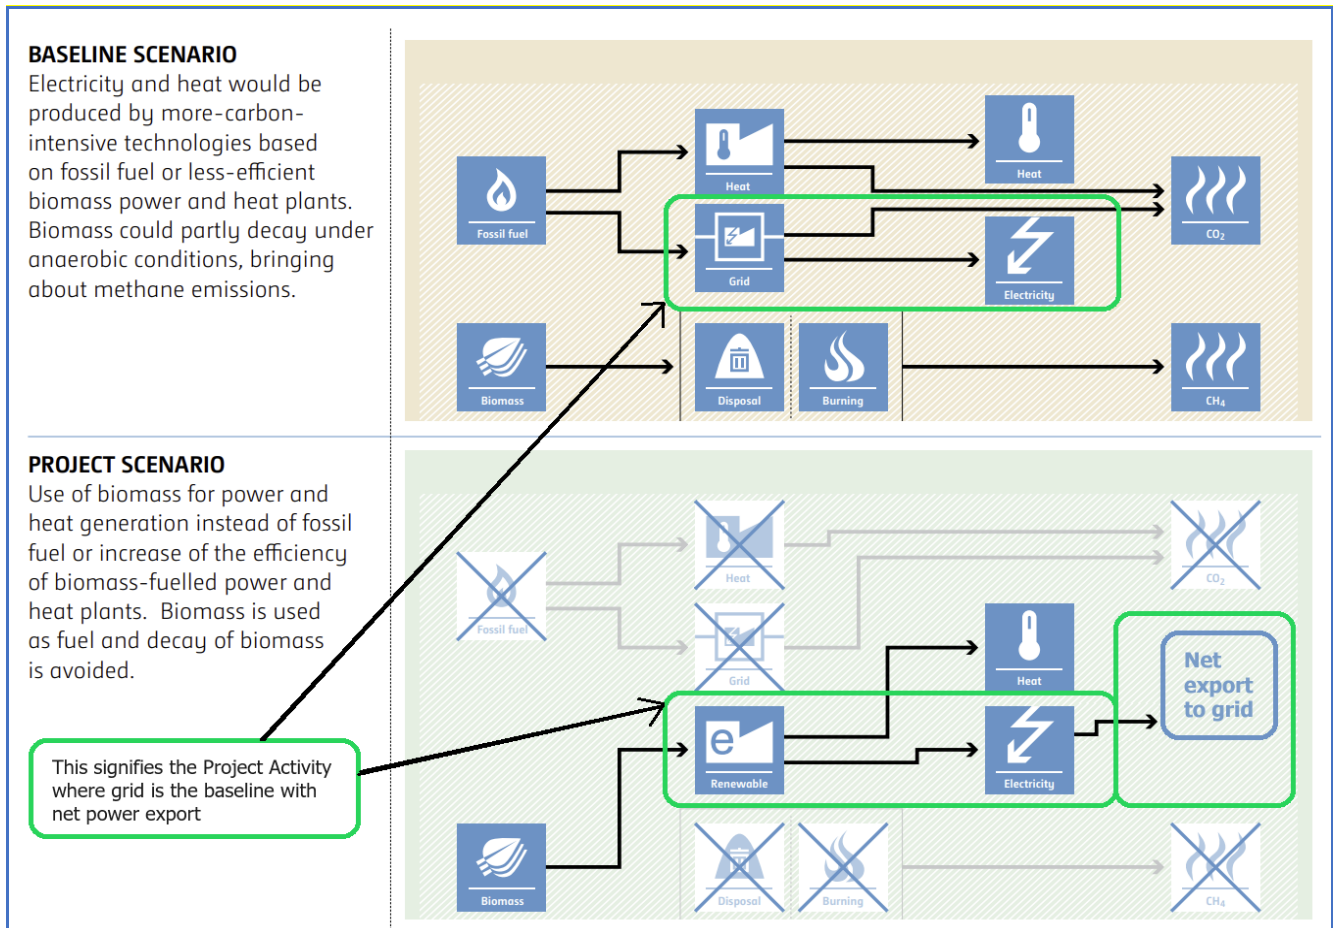 BASELINE SCENARIO
Electricity and heat would be
produced by more-carbon-
intensive technologies based
on fossil fuel or less-efficient
biomass power and heat plants.
Biomass could partly decay under
anaerobic conditions, bringing
about methane emissions.
Fossil fuel
Heat
Heat
Grid
Electricity
CO₂
Biomass
Disposal
Burning
CH₄
PROJECT SCENARIO
Use of biomass for power and
heat generation instead of fossil
fuel or increase of the efficiency
of biomass-fuelled power and
heat plants. Biomass is used
as fuel and decay of biomass
is avoided.
This signifies the Project Activity
where grid is the baseline with
net power export
Fossil fuel
Heat
CO₂
Grid
Heat
Net
export
to grid
e
Renewable
Electricity
Biomass
Disposal
Burning
CH₄